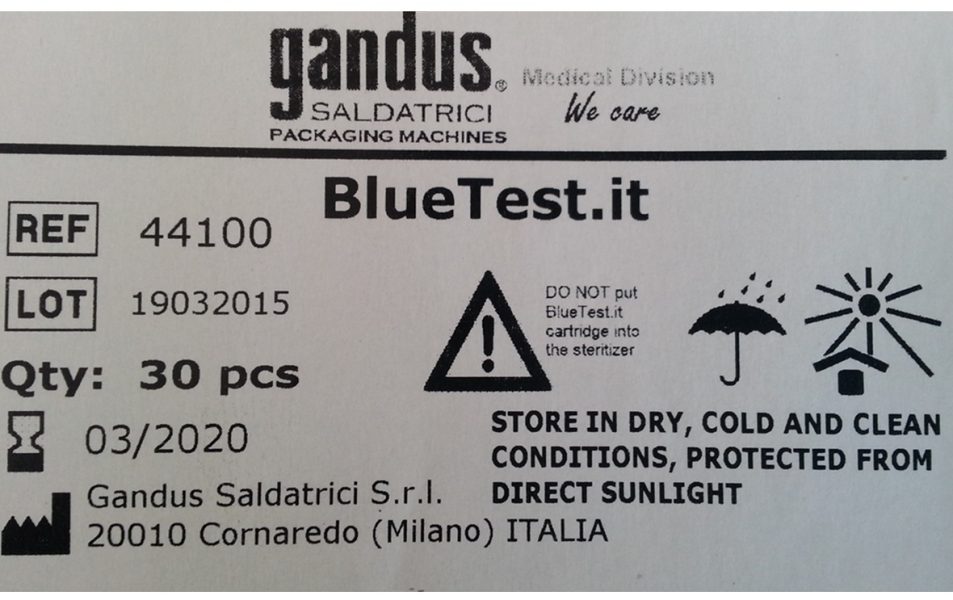 gandus®
Medical Division
SALDATRICI
We care
PACKAGING MACHINES
BlueTest.it
REF 44100
LOT 19032015
DO NOT put
BlueTest.it
cartridge into
the steritizer
Qty: 30 pcs
03/2020
STORE IN DRY, COLD AND CLEAN
CONDITIONS, PROTECTED FROM
DIRECT SUNLIGHT
Gandus Saldatrici S.r.l.
20010 Cornaredo (Milano) ITALIA